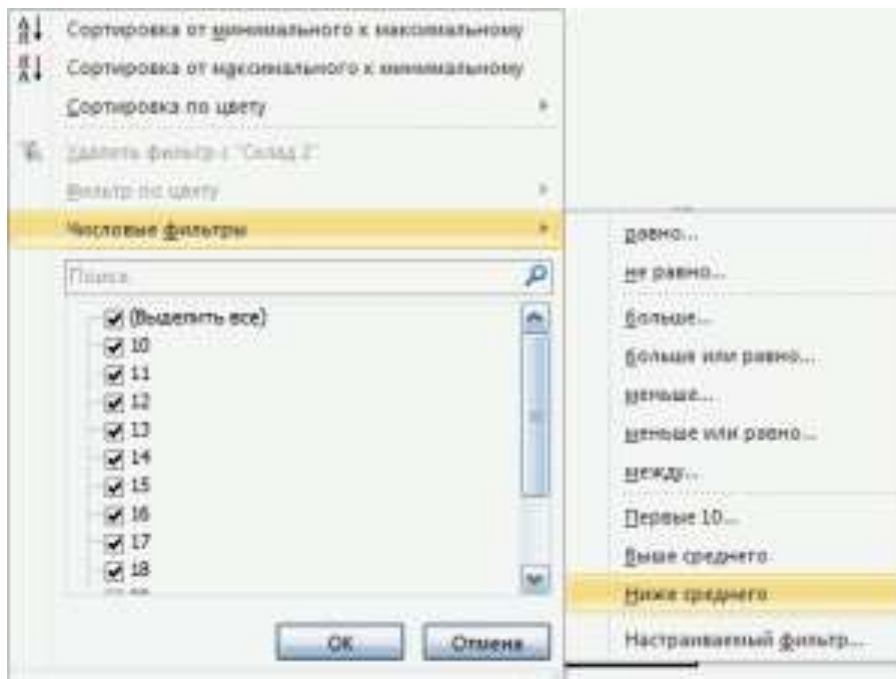 Сортировка от минимального к максимальному
Сортировка от максимального к минимальному
Сортировка по цвету
Удалить фильтр с "Склад 2"
Фильтр по цвету
Числовые фильтры
Поиск
(Выделить все)
10
11
12
13
14
15
16
17
18
ОК Отмена
равно...
не равно...
больше...
больше или равно...
меньше...
меньше или равно...
между...
Первые 10...
Выше среднего
Ниже среднего
Настраиваемый фильтр...